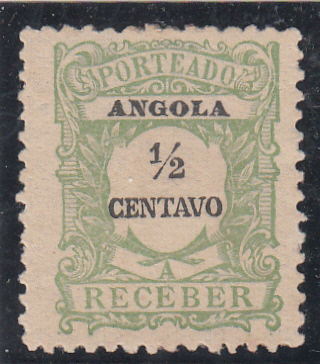 PORTEADO
ANGOLA
1/2
CENTAVO
A
RECEBER